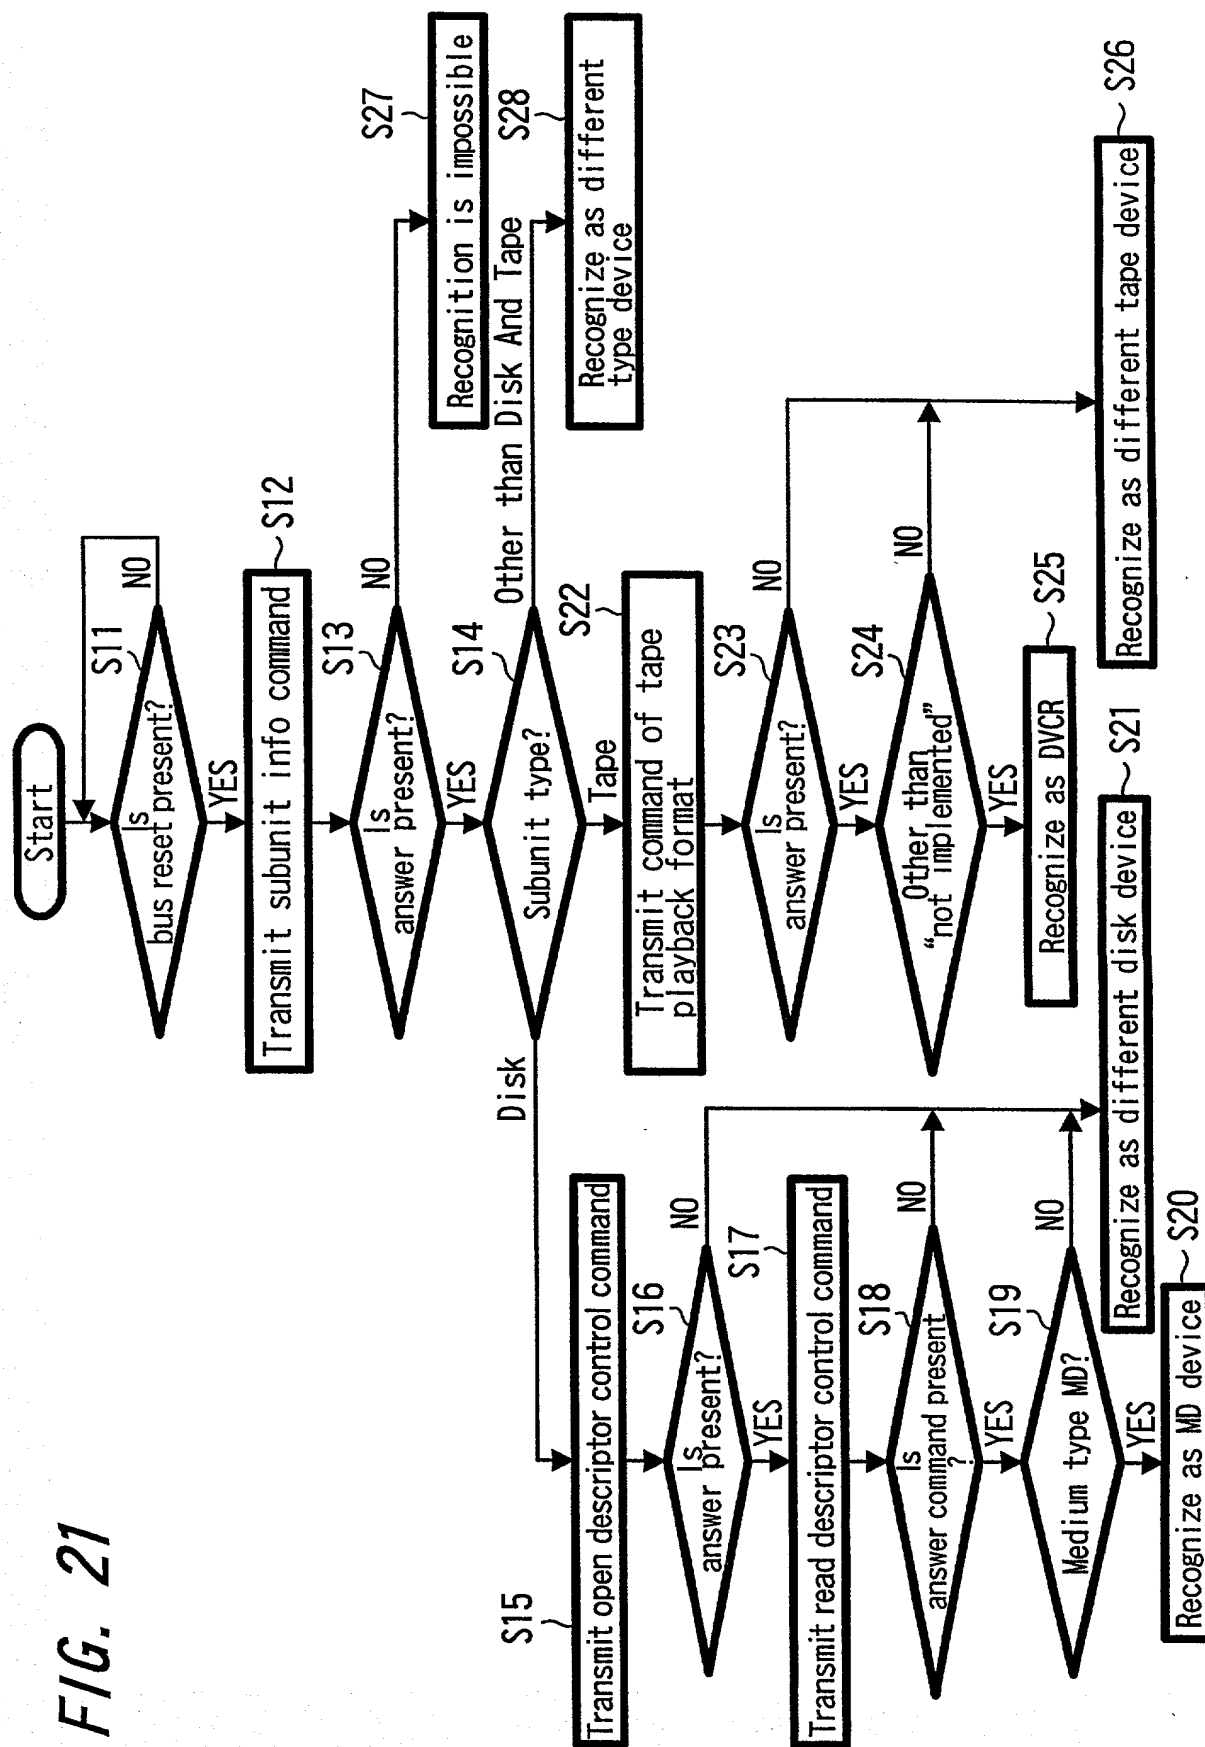 FIG. 21
Start
S11
Is
bus reset present?
NO
YES
S12
Transmit subunit info command
S13
Is
answer present?
NO
YES
S27
Recognition is impossible
S14
Subunit type?
Disk
Tape
Other than Disk And Tape
S28
Recognize as different
type device
S15
Transmit open descriptor control command
S16
Is
answer present?
NO
YES
S17
Transmit read descriptor control command
S18
Is
answer command present
?
NO
YES
S19
Medium type MD?
NO
YES
S20
Recognize as MD device
S21
Recognize as different disk device
S22
Transmit command of tape
playback format
S23
Is
answer present?
NO
YES
S24
Other than
“not implemented”
NO
YES
S25
Recognize as DVCR
S26
Recognize as different tape device